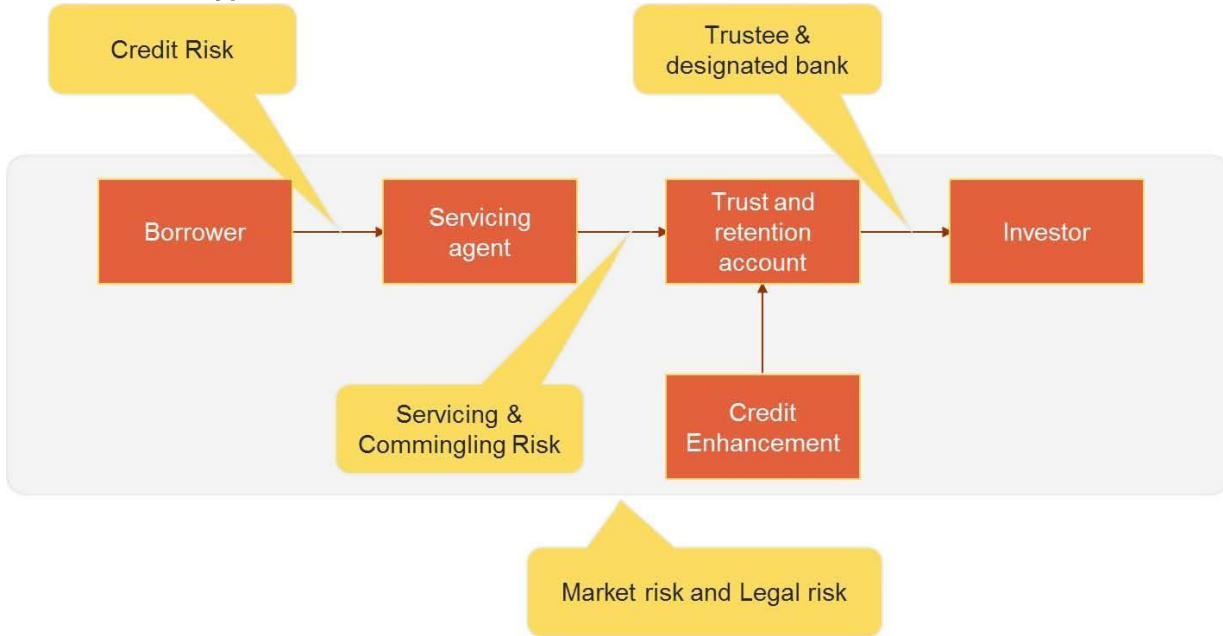 Credit Risk
Trustee &
designated bank
Borrower
Servicing
agent
Trust and
retention
account
Investor
Servicing &
Commingling Risk
Credit
Enhancement
Market risk and Legal risk